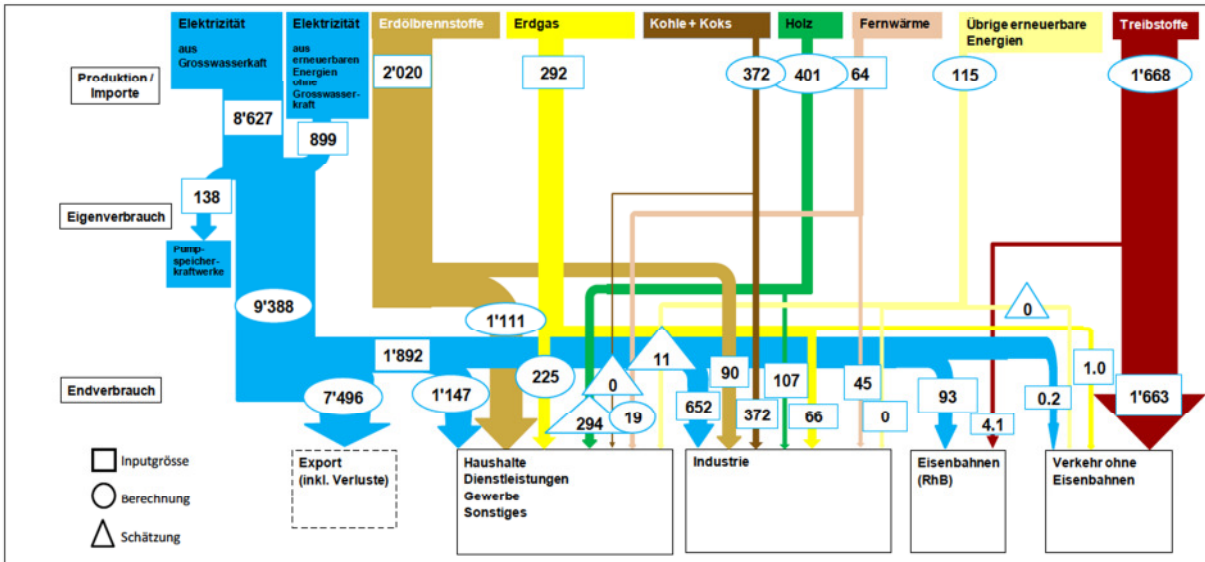 Elektrizität
aus
Grosswasserkaft
Elektrizität
aus
erneuerbaren
Energien
ohne
Grosswasser-
kraft
Erdölbrennstoffe
Erdgas
Kohle + Koks
Holz
Fernwärme
Übrige erneuerbare
Energien
Treibstoffe
Produktion /
Importe
2'020
292
372
401
64
115
1'668
8'627
899
138
Eigenverbrauch
Pump-
speicher-
kraftwerke
9'388
1'111
0
1'892
11
1.0
Endverbrauch
7'496
1'147
225
0
294
19
652
90
372
107
66
45
0
93
4.1
0.2
1'663
Inputgrösse
Berechnung
Schätzung
Export
(inkl. Verluste)
Haushalte
Dienstleistungen
Gewerbe
Sonstiges
Industrie
Eisenbahnen
(RhB)
Verkehr ohne
Eisenbahnen